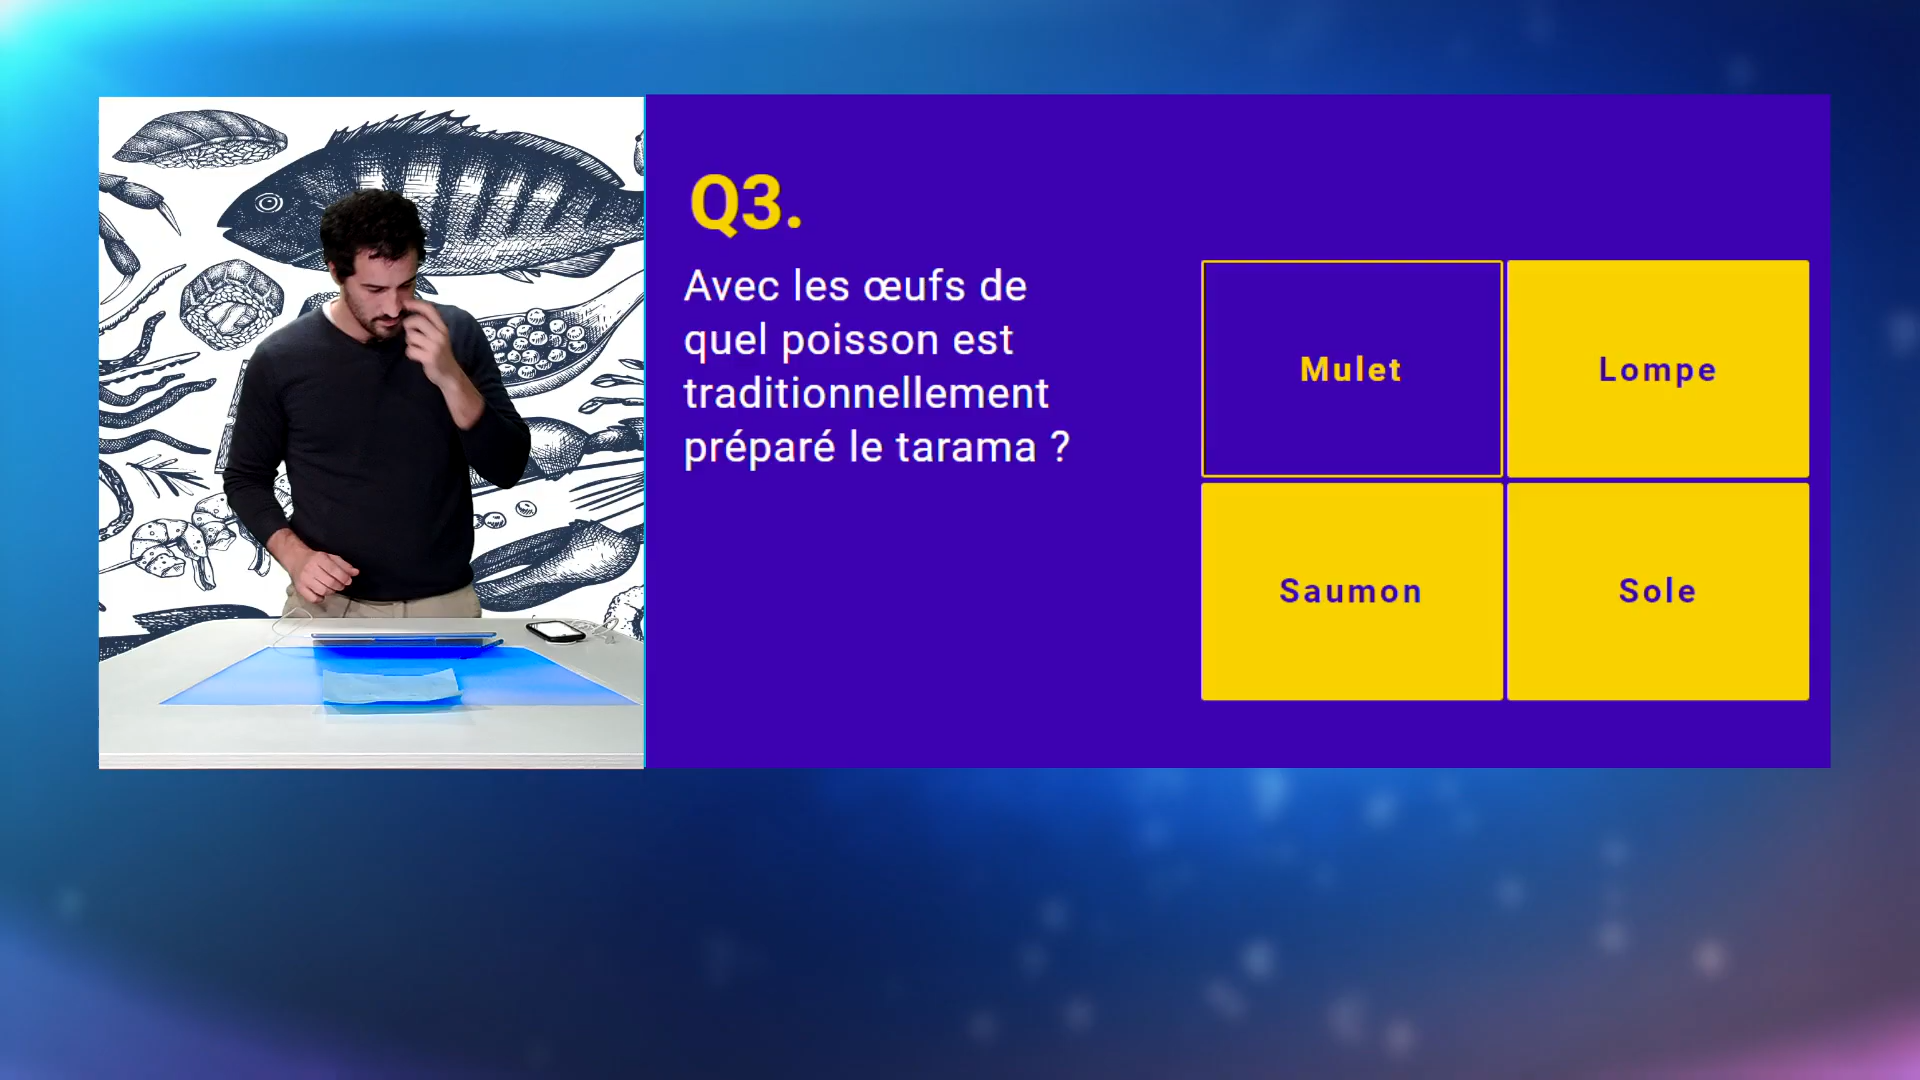 Q3.
Avec les œufs de
quel poisson est
traditionnellement
préparé le tarama ?
Mulet
Lompe
Saumon
Sole